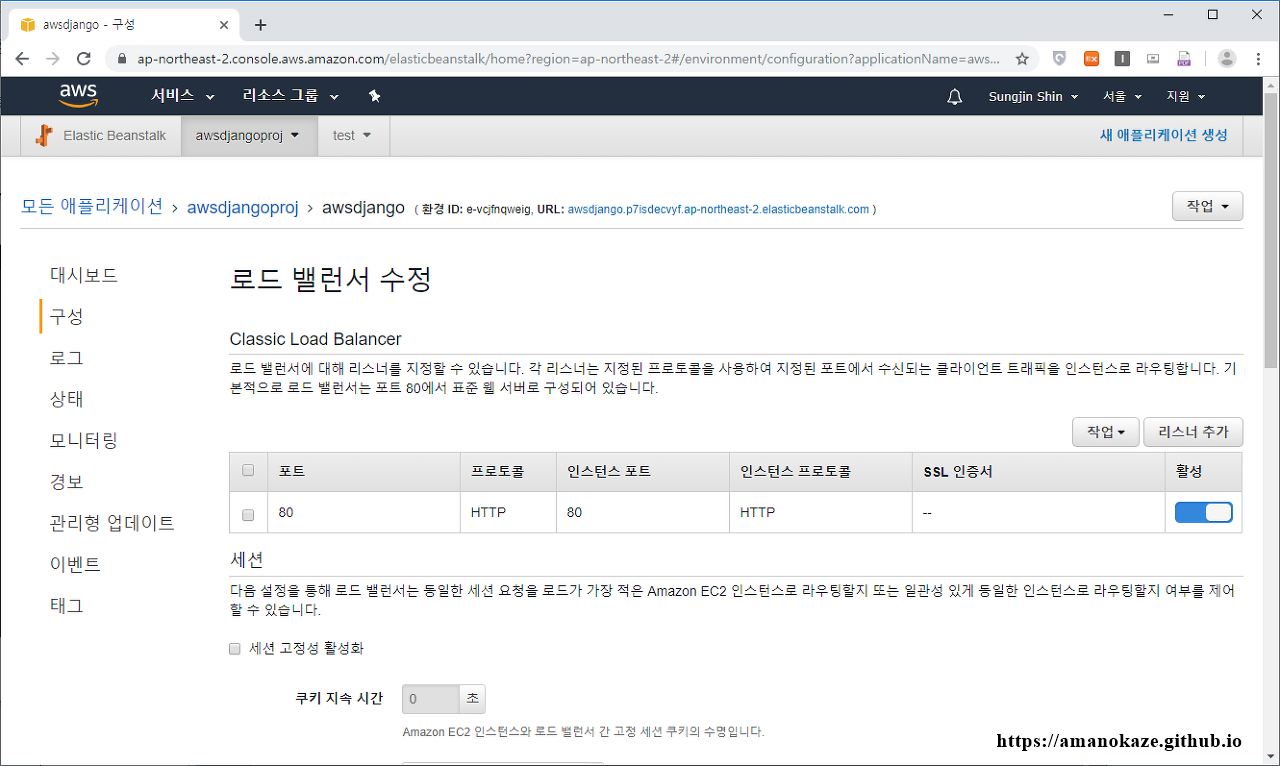 awsdjango - 구성
ap-northeast-2.console.aws.amazon.com/elasticbeanstalk/home?region=ap-northeast-2#/environment/configuration?applicationName=aws...
aws 서비스 리소스 그룹 Sungjin Shin 서울 지원
Elastic Beanstalk awsdjangoproj test 새 애플리케이션 생성
모든 애플리케이션 > awsdjangoproj > awsdjango ( 환경 ID: e-vcjfnqweig, URL: awsdjango.p7isdecvyf.ap-northeast-2.elasticbeanstalk.com ) 작업
대시보드
구성
로그
상태
모니터링
경보
관리형 업데이트
이벤트
태그
로드 밸런서 수정
Classic Load Balancer
로드 밸런서에 대해 리스너를 지정할 수 있습니다. 각 리스너는 지정된 프로토콜을 사용하여 지정된 포트에서 수신되는 클라이언트 트래픽을 인스턴스로 라우팅합니다. 기
본적으로 로드 밸런서는 포트 80에서 표준 웹 서버로 구성되어 있습니다.
작업 리스너 추가
포트 프로토콜 인스턴스 포트 인스턴스 프로토콜 SSL 인증서 활성
80 HTTP 80 HTTP --
세션
다음 설정을 통해 로드 밸런서는 동일한 세션 요청을 로드가 가장 적은 Amazon EC2 인스턴스로 라우팅할지 또는 일관성 있게 동일한 인스턴스로 라우팅할지 여부를 제어
할 수 있습니다.
세션 고정성 활성화
쿠키 지속 시간 0 초
Amazon EC2 인스턴스와 로드 밸런서 간 고정 세션 쿠키의 수명입니다.
https://amanokaze.github.io